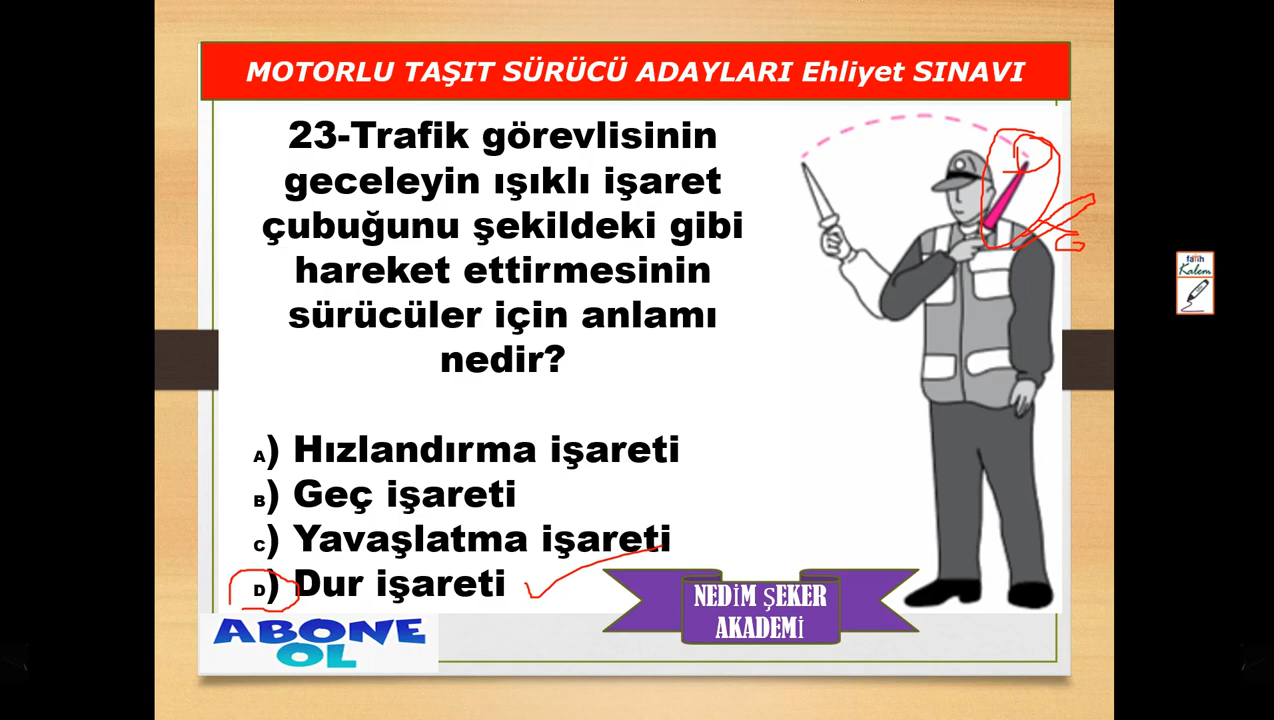 MOTORLU TAŞIT SÜRÜCÜ ADAYLARI Ehliyet SINAVI
23-Trafik görevlisinin
geceleyin ışıklı işaret
çubuğunu şekildeki gibi
hareket ettirmesinin
sürücüler için anlamı
nedir?
A) Hızlandırma işareti
B) Geç işareti
C) Yavaşlatma işareti
D) Dur işareti
NEDİM ŞEKER
AKADEMİ
ABONE
OL
fatih
Kalem